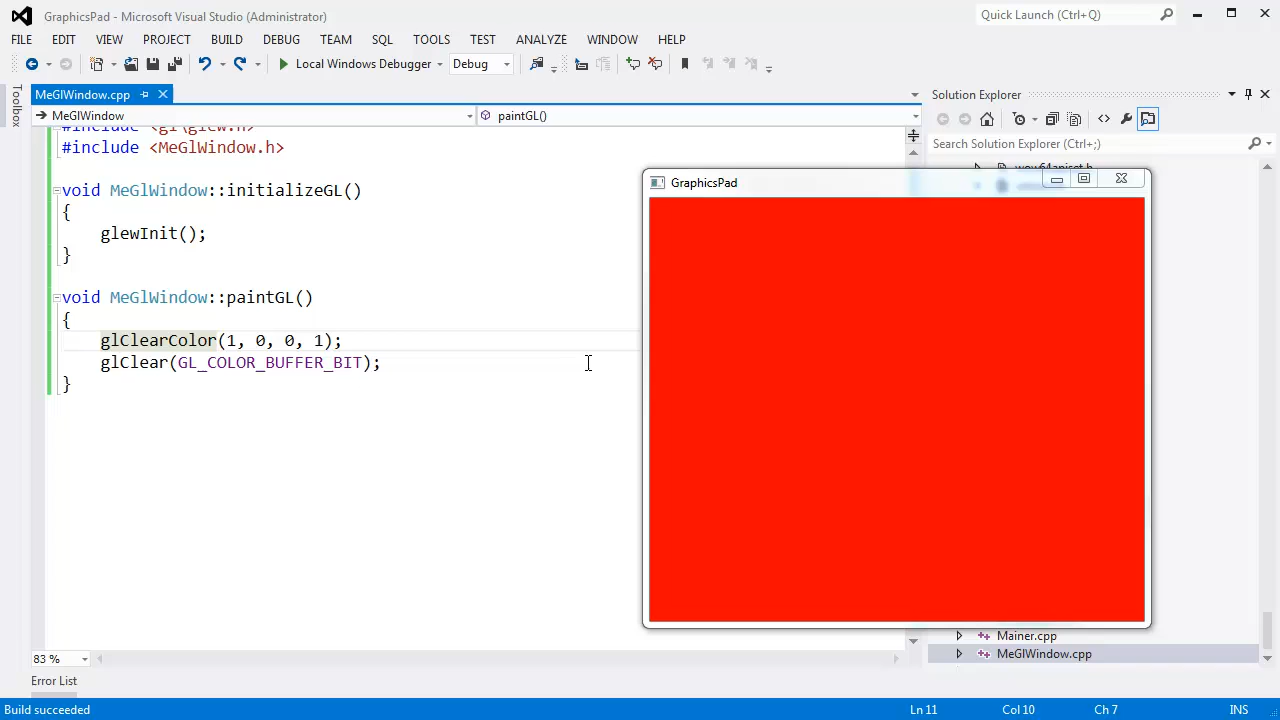 GraphicsPad - Microsoft Visual Studio (Administrator)
Quick Launch (Ctrl+Q)
FILE EDIT VIEW PROJECT BUILD DEBUG TEAM SQL TOOLS TEST ANALYZE WINDOW HELP
Local Windows Debugger Debug
Toolbox
MeGlWindow.cpp
Solution Explorer
MeGlWindow
paintGL()
Search Solution Explorer (Ctrl+;)
#include <gl\glew.h>
#include <MeGlWindow.h>
void MeGlWindow::initializeGL()
{
glewInit();
}
void MeGlWindow::paintGL()
{
glClearColor(1, 0, 0, 1);
glClear(GL_COLOR_BUFFER_BIT);
}
GraphicsPad
Mainer.cpp
MeGlWindow.cpp
83 %
Error List
Build succeeded
Ln 11 Col 10 Ch 7 INS